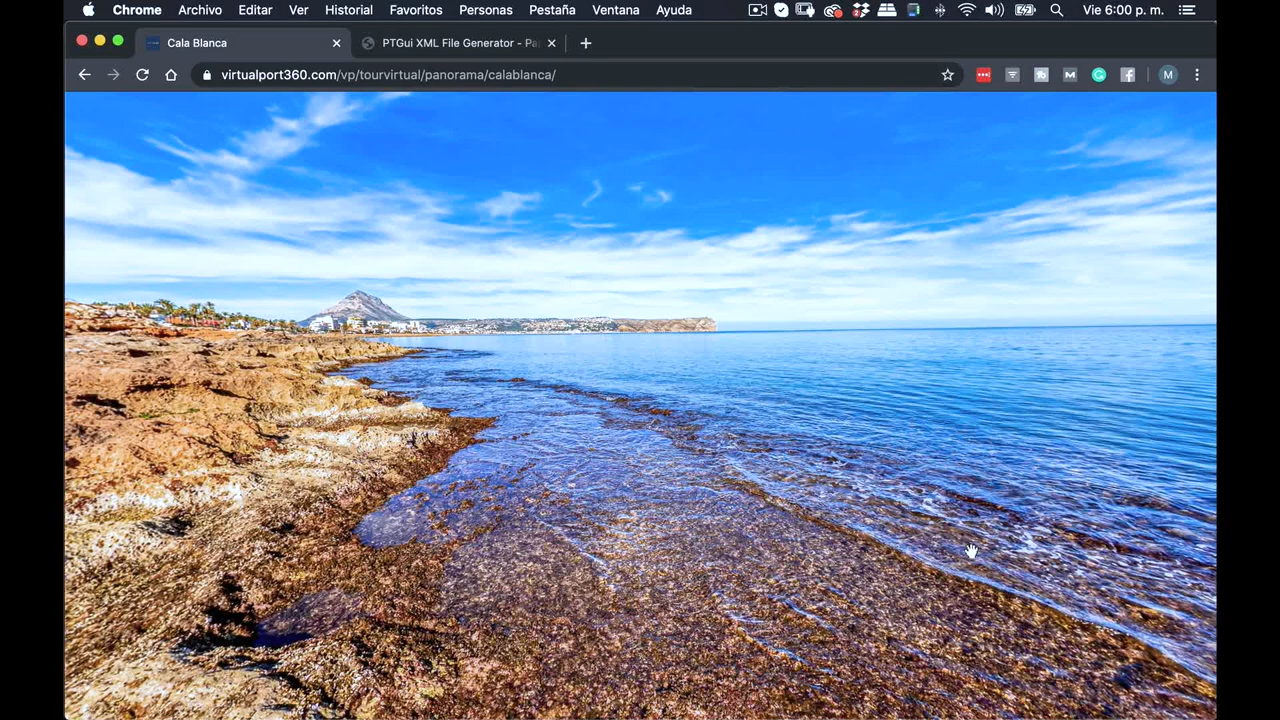 Chrome Archivo Editar Ver Historial Favoritos Personas Pestaña Ventana Ayuda Vie 6:00 p. m.
Cala Blanca PTGui XML File Generator - Pa
virtualport360.com/vp/tourvirtual/panorama/calablanca/ M